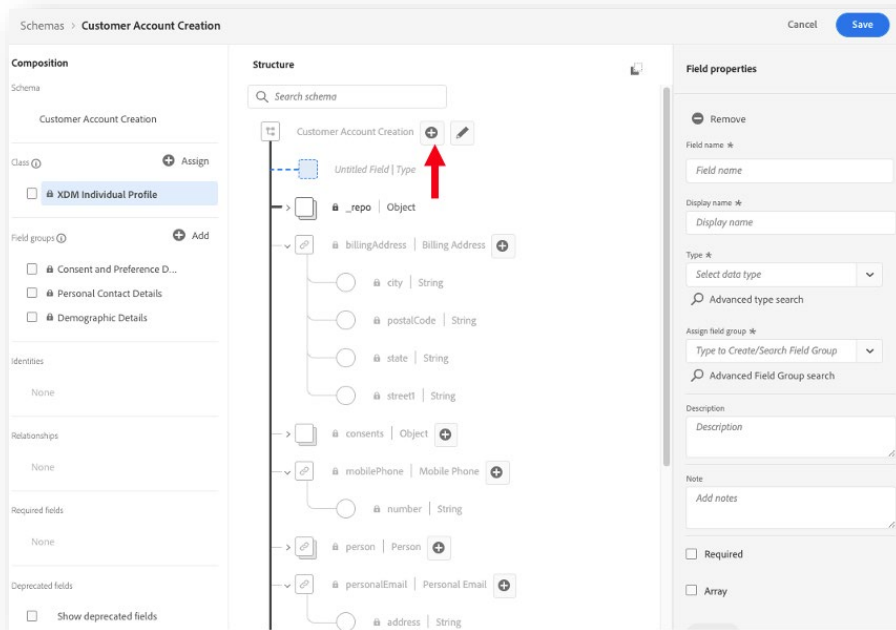 Schemas > Customer Account Creation
Cancel
Save
Composition
Schema
Customer Account Creation
Class
Assign
XDM Individual Profile
Field groups
Add
Consent and Preference D...
Personal Contact Details
Demographic Details
Identities
None
Relationships
None
Required fields
None
Deprecated fields
Show deprecated fields
Structure
Search schema
Customer Account Creation
Untitled Field | Type
_repo | Object
billingAddress | Billing Address
city | String
postalCode | String
state | String
street1 | String
consents | Object
mobilePhone | Mobile Phone
number | String
person | Person
personalEmail | Personal Email
address | String
Field properties
Remove
Field name *
Field name
Display name *
Display name
Type *
Select data type
Advanced type search
Assign field group *
Type to Create/Search Field Group
Advanced Field Group search
Description
Description
Note
Add notes
Required
Array